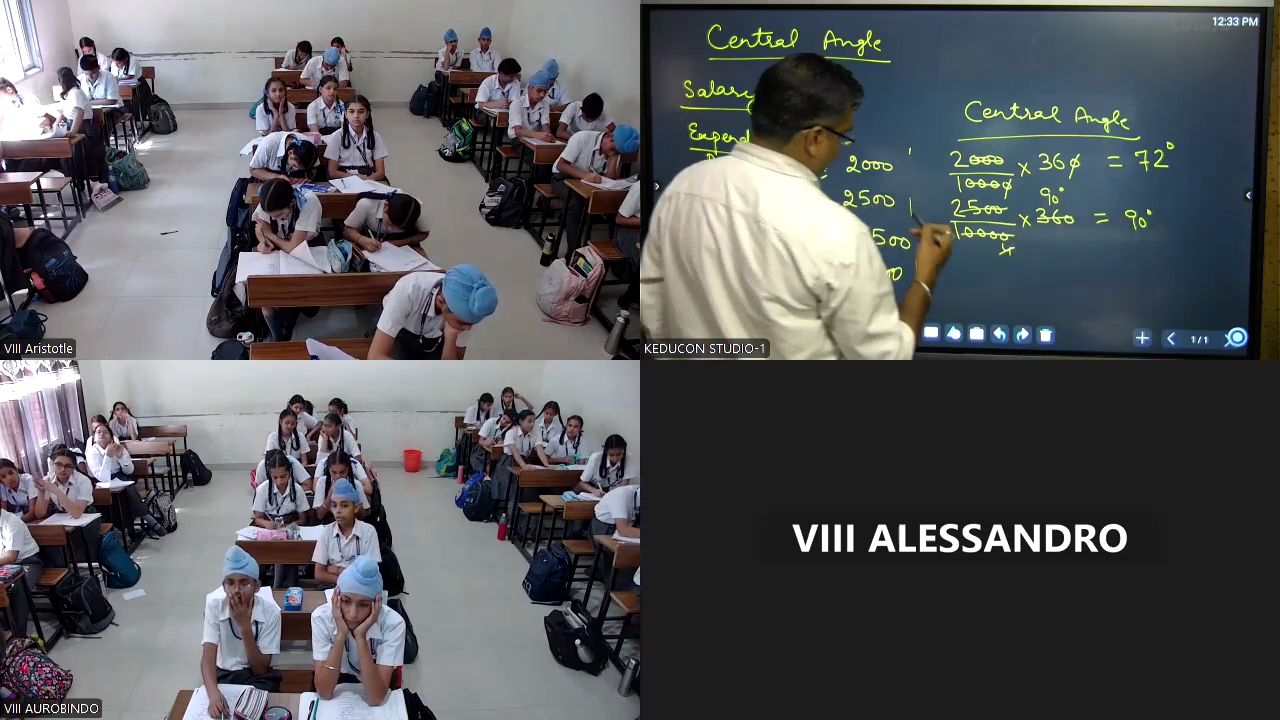 VIII Aristotle
12:33 PM
Central Angle
Salary
Central Angle
2000
2000/10000 × 360 = 72°
2500
90°
2500/10000 × 360 = 90°
4
500
00
1/1
KEDUCON STUDIO-1
VIII AUROBINDO
VIII ALESSANDRO